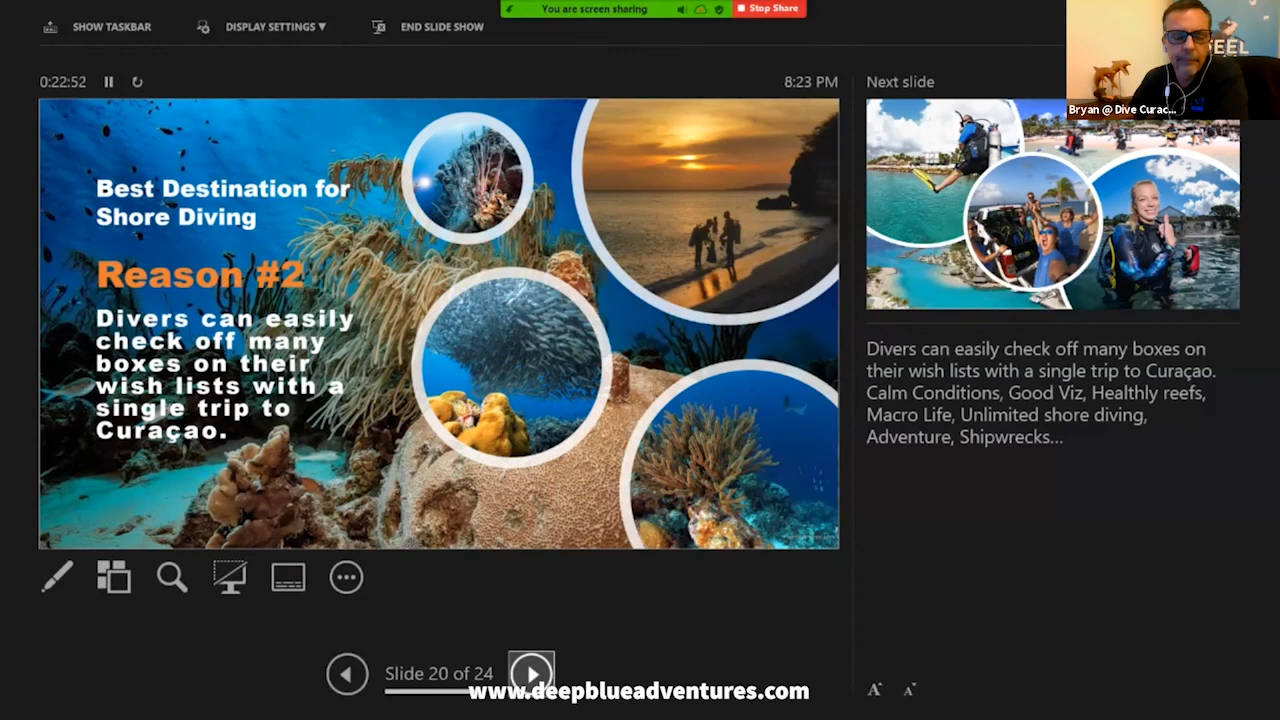 You are screen sharing
Stop Share
SHOW TASKBAR
DISPLAY SETTINGS ▼
END SLIDE SHOW
EEL
Bryan @ Dive Curac...
0:22:52
8:23 PM
Next slide
Best Destination for
Shore Diving
Reason #2
Divers can easily
check off many
boxes on their
wish lists with a
single trip to
Curaçao.
Divers can easily check off many boxes on
their wish lists with a single trip to Curaçao.
Calm Conditions, Good Viz, Healthly reefs,
Macro Life, Unlimited shore diving,
Adventure, Shipwrecks...
Slide 20 of 24
www.deepblueadventures.com
A A